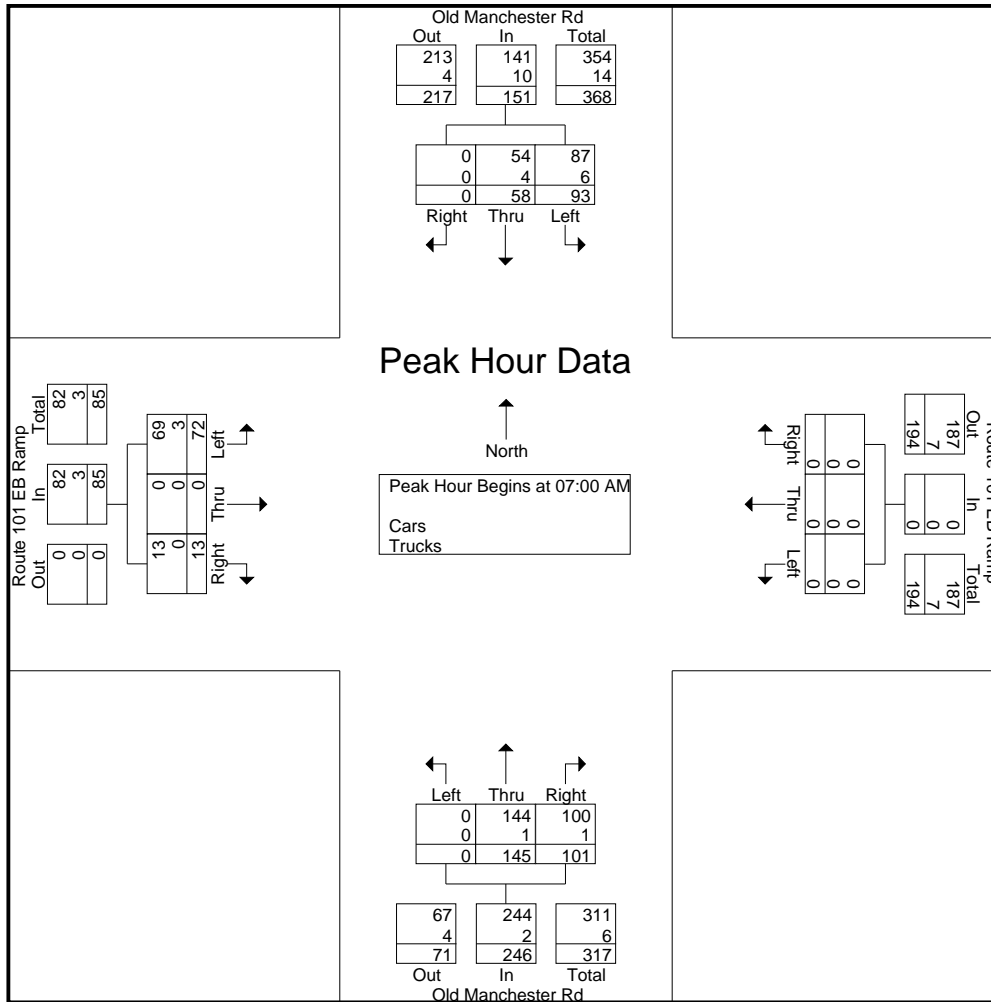 Old Manchester Rd
Out In Total
213 141 354
4 10 14
217 151 368
0 54 87
0 4 6
0 58 93
Right Thru Left
Peak Hour Data
North
Peak Hour Begins at 07:00 AM
Cars
Trucks
Route 101 EB Ramp
Out In Total
0 82 82
0 3 3
0 85 85
Right Thru Left
13 0 69
0 0 3
13 0 72
Route 101 EB Ramp
Out In Total
187 0 187
7 0 7
194 0 194
Right Thru Left
0 0 0
0 0 0
0 0 0
Left Thru Right
0 144 100
0 1 1
0 145 101
67 244 311
4 2 6
71 246 317
Out In Total
Old Manchester Rd